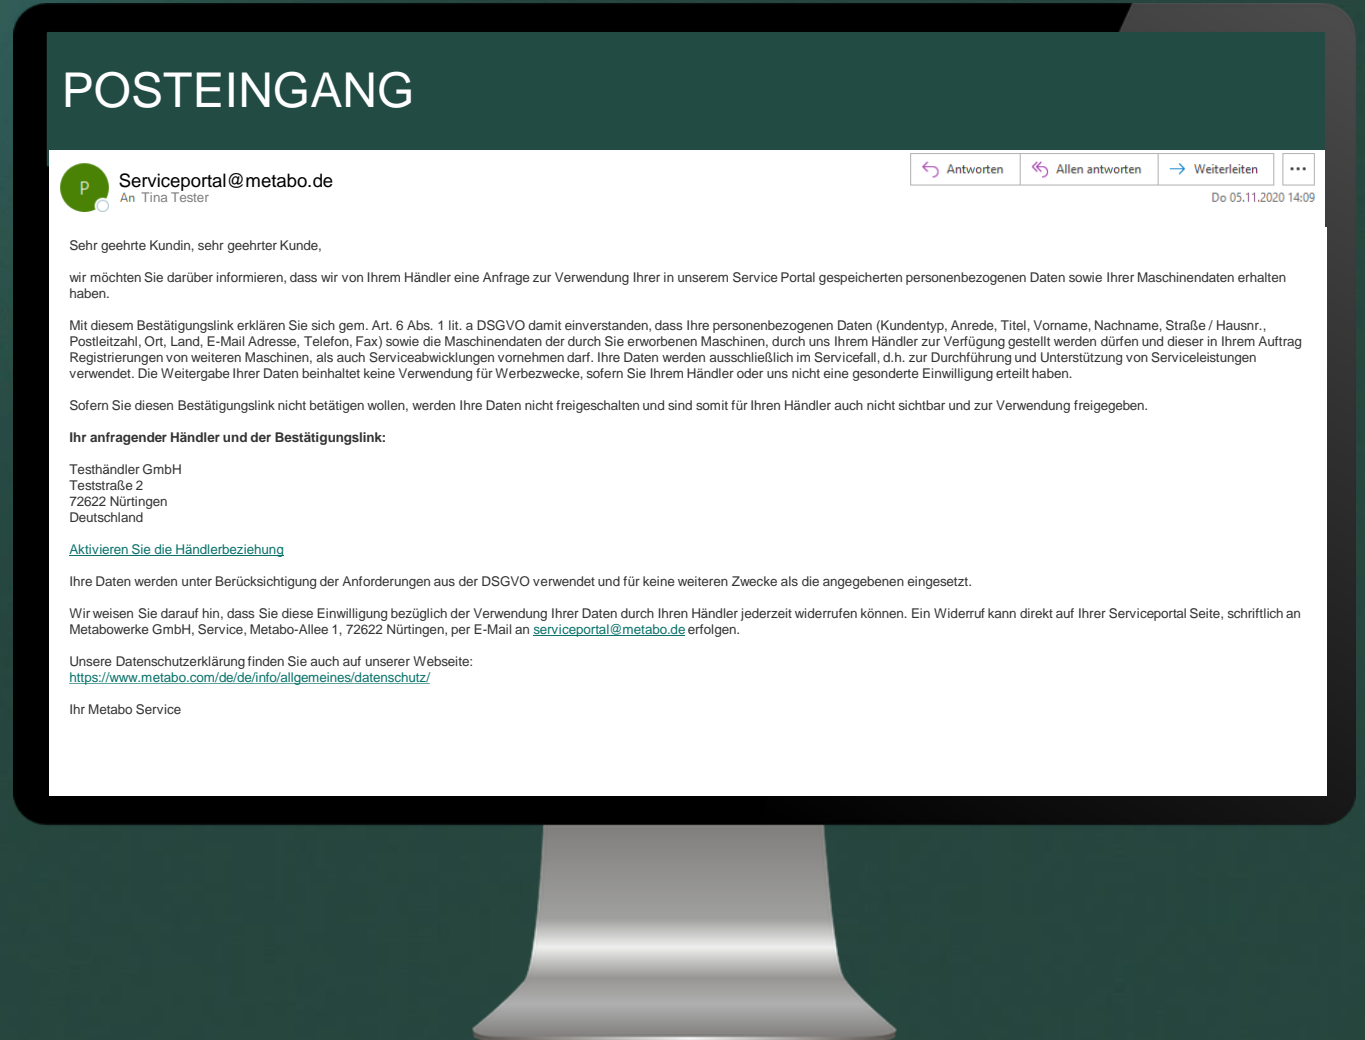 POSTEINGANG
Antworten
Allen antworten
Weiterleiten
P
Serviceportal@metabo.de
An Tina Tester
Do 05.11.2020 14:09
Sehr geehrte Kundin, sehr geehrter Kunde,
wir möchten Sie darüber informieren, dass wir von Ihrem Händler eine Anfrage zur Verwendung Ihrer in unserem Service Portal gespeicherten personenbezogenen Daten sowie Ihrer Maschinendaten erhalten
haben.
Mit diesem Bestätigungslink erklären Sie sich gem. Art. 6 Abs. 1 lit. a DSGVO damit einverstanden, dass Ihre personenbezogenen Daten (Kundentyp, Anrede, Titel, Vorname, Nachname, Straße / Hausnr.,
Postleitzahl, Ort, Land, E-Mail Adresse, Telefon, Fax) sowie die Maschinendaten der durch Sie erworbenen Maschinen, durch uns Ihrem Händler zur Verfügung gestellt werden dürfen und dieser in Ihrem Auftrag
Registrierungen von weiteren Maschinen, als auch Serviceabwicklungen vornehmen darf. Ihre Daten werden ausschließlich im Servicefall, d.h. zur Durchführung und Unterstützung von Serviceleistungen
verwendet. Die Weitergabe Ihrer Daten beinhaltet keine Verwendung für Werbezwecke, sofern Sie Ihrem Händler oder uns nicht eine gesonderte Einwilligung erteilt haben.
Sofern Sie diesen Bestätigungslink nicht betätigen wollen, werden Ihre Daten nicht freigeschalten und sind somit für Ihren Händler auch nicht sichtbar und zur Verwendung freigegeben.
Ihr anfragender Händler und der Bestätigungslink:
Testhändler GmbH
Teststraße 2
72622 Nürtingen
Deutschland
Aktivieren Sie die Händlerbeziehung
Ihre Daten werden unter Berücksichtigung der Anforderungen aus der DSGVO verwendet und für keine weiteren Zwecke als die angegebenen eingesetzt.
Wir weisen Sie darauf hin, dass Sie diese Einwilligung bezüglich der Verwendung Ihrer Daten durch Ihren Händler jederzeit widerrufen können. Ein Widerruf kann direkt auf Ihrer Serviceportal Seite, schriftlich an
Metabowerke GmbH, Service, Metabo-Allee 1, 72622 Nürtingen, per E-Mail an serviceportal@metabo.de erfolgen.
Unsere Datenschutzerklärung finden Sie auch auf unserer Webseite:
https://www.metabo.com/de/de/info/allgemeines/datenschutz/
Ihr Metabo Service